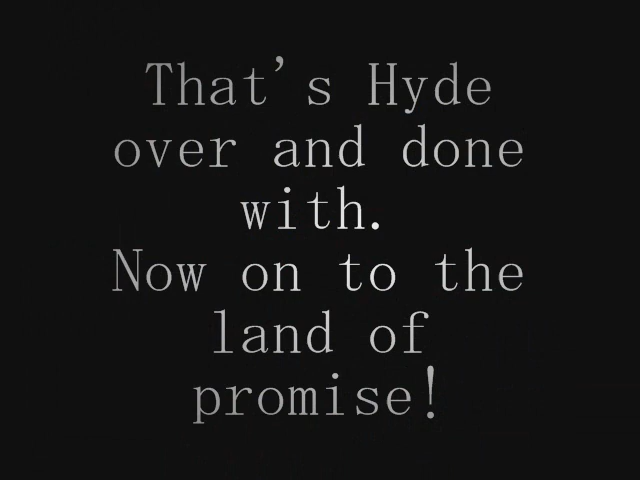 That's Hyde
over and done
with.
Now on to the
land of
promise!